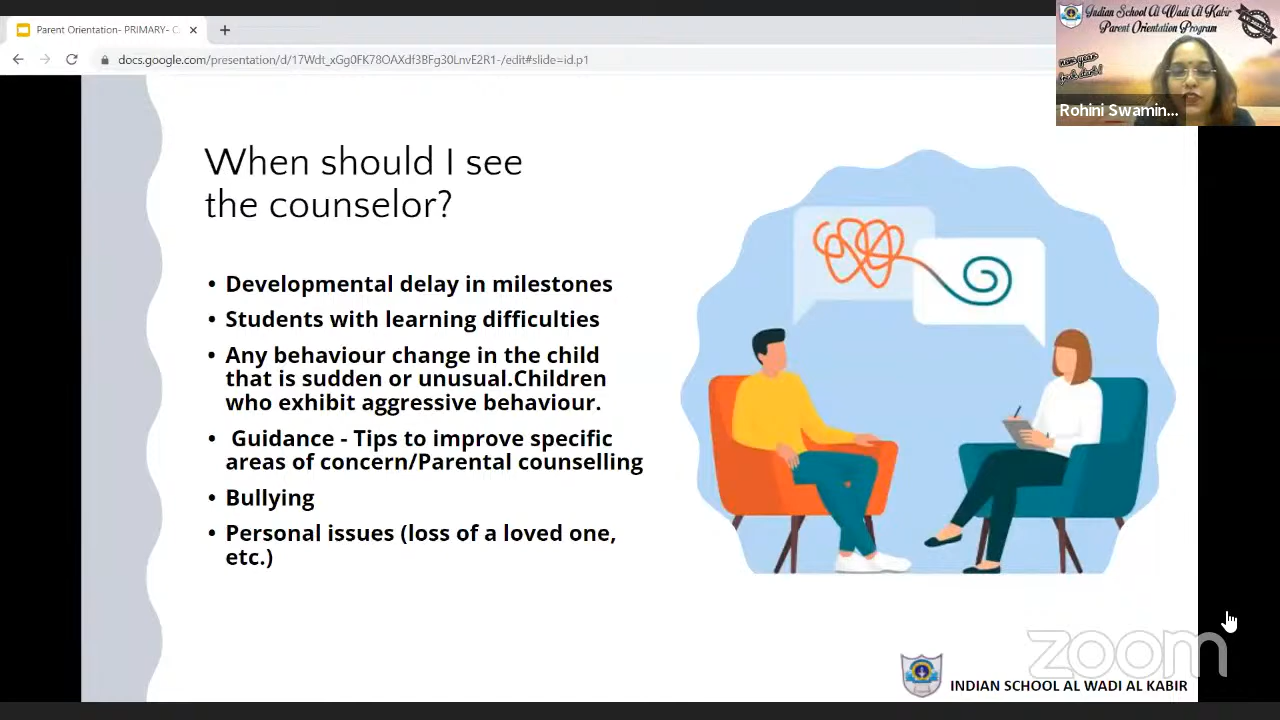 Parent Orientation- PRIMARY- C
docs.google.com/presentation/d/17Wdt_xGg0FK78OAXdf3BFg30LnvE2R1-/edit#slide=id.p1
Indian School Al Wadi Al Kabir
Parent Orientation Program
Rohini Swamin...
When should I see
the counselor?
• Developmental delay in milestones
• Students with learning difficulties
• Any behaviour change in the child
that is sudden or unusual.Children
who exhibit aggressive behaviour.
• Guidance - Tips to improve specific
areas of concern/Parental counselling
• Bullying
• Personal issues (loss of a loved one,
etc.)
zoom
INDIAN SCHOOL AL WADI AL KABIR